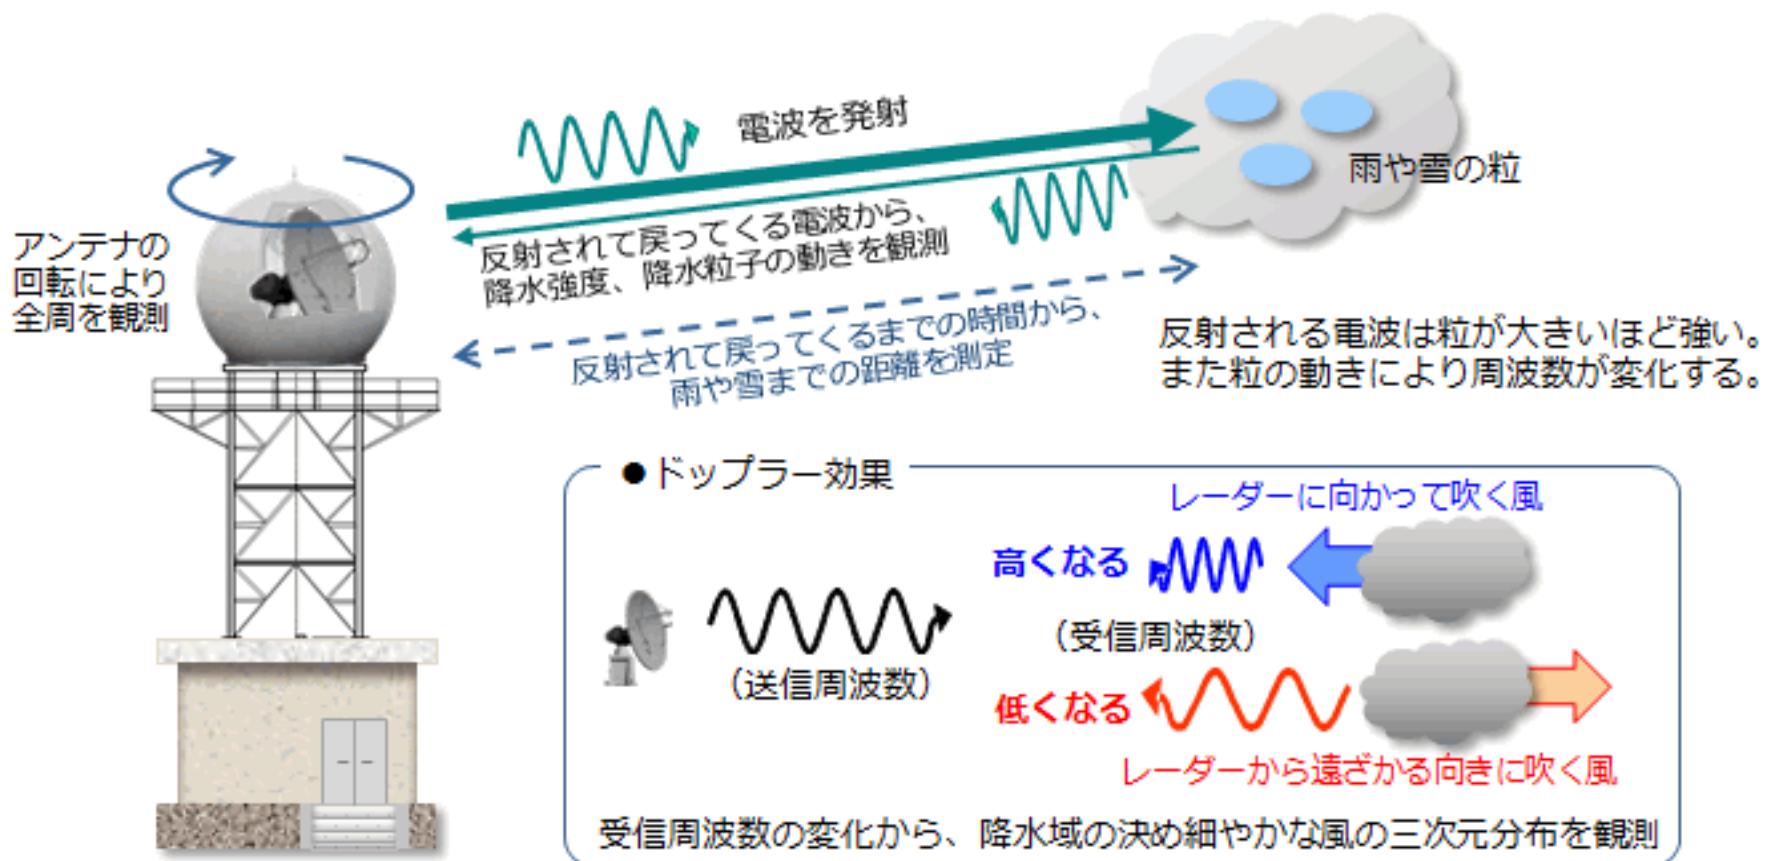 電波を発射
雨や雪の粒
アンテナの
回転により
全周を観測
反射されて戻ってくる電波から、
降水強度、降水粒子の動きを観測
反射されて戻ってくるまでの時間から、
雨や雪までの距離を測定
反射される電波は粒が大きいほど強い。
また粒の動きにより周波数が変化する。
●ドップラー効果
レーダーに向かって吹く風
高くなる
（受信周波数）
（送信周波数）
低くなる
レーダーから遠ざかる向きに吹く風
受信周波数の変化から、降水域の決め細やかな風の三次元分布を観測